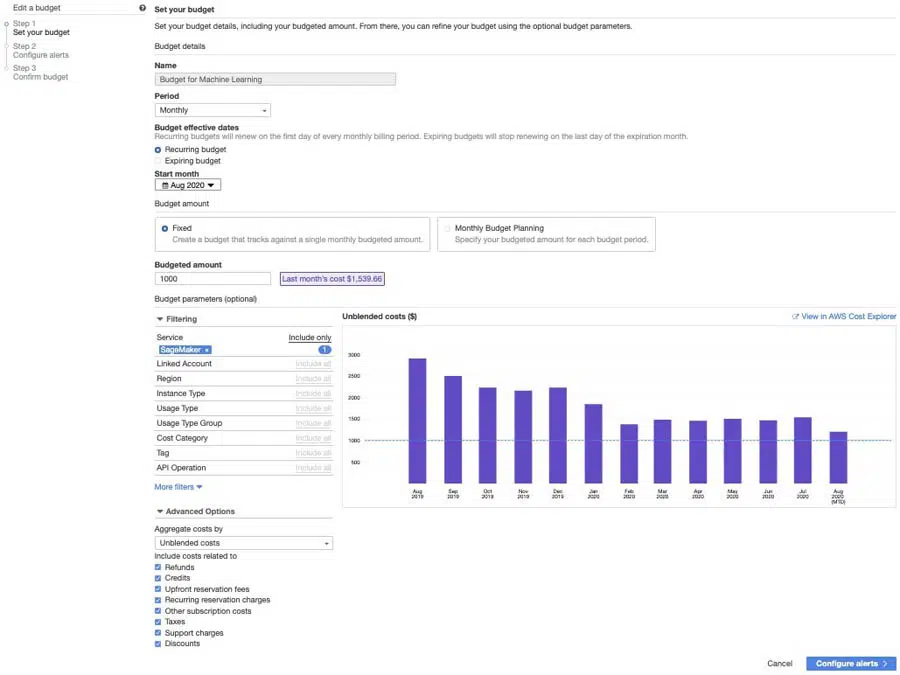 Edit a budget
Step 1
Set your budget
Step 2
Configure alerts
Step 3
Confirm budget
Set your budget
Set your budget details, including your budgeted amount. From there, you can refine your budget using the optional budget parameters.
Budget details
Name
Budget for Machine Learning
Period
Monthly
Budget effective dates
Recurring budgets will renew on the first day of every monthly billing period. Expiring budgets will stop renewing on the last day of the expiration month.
Recurring budget
Expiring budget
Start month
Aug 2020
Budget amount
Fixed
Create a budget that tracks against a single monthly budgeted amount.
Monthly Budget Planning
Specify your budgeted amount for each budget period.
Budgeted amount
1000 Last month's cost $1,539.66
Budget parameters (optional)
Filtering
Service Include only
SageMaker × 1
Linked Account Include all
Region Include all
Instance Type Include all
Usage Type Include all
Usage Type Group Include all
Cost Category Include all
Tag Include all
API Operation Include all
More filters
Advanced Options
Aggregate costs by
Unblended costs
Include costs related to
Refunds
Credits
Upfront reservation fees
Recurring reservation charges
Other subscription costs
Taxes
Support charges
Discounts
Unblended costs ($) View in AWS Cost Explorer
3000
2500
2000
1500
1000
500
Aug Sep Oct Nov Dec Jan Feb Mar Apr May Jun Jul Aug
2019 2019 2019 2019 2019 2020 2020 2020 2020 2020 2020 2020 2020
(MTD)
Cancel Configure alerts